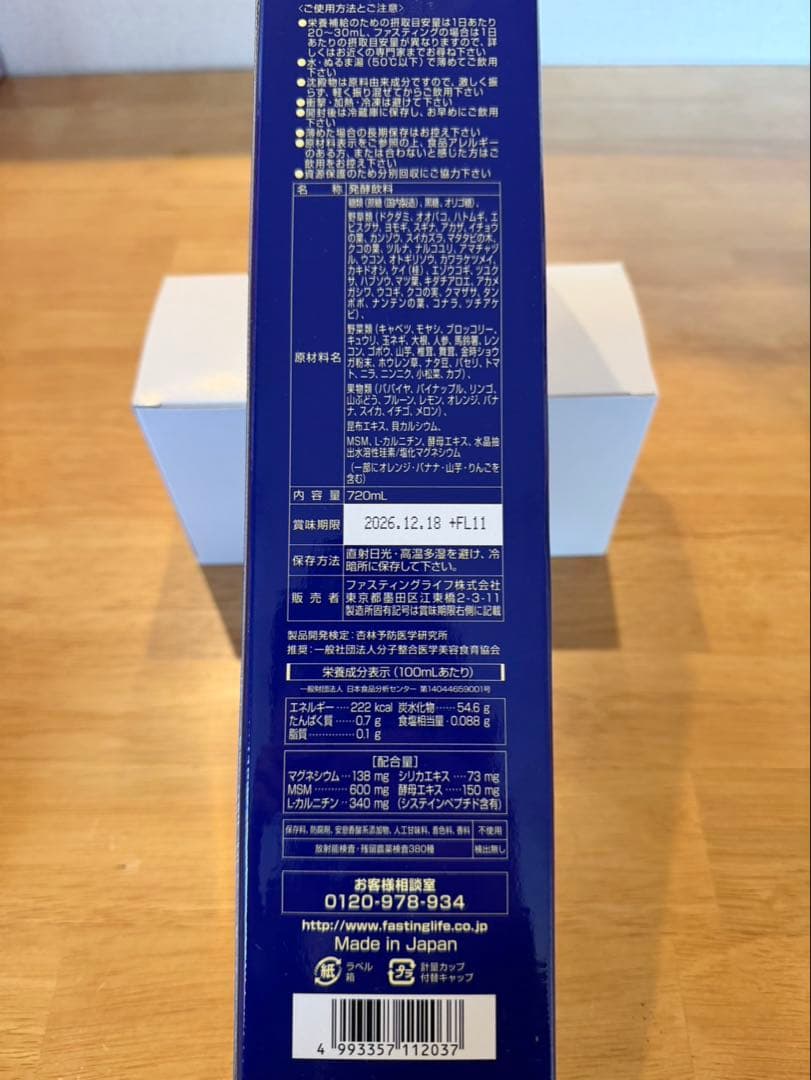 <ご使用方法とご注意>
●栄養補給のための摂取目安量は1日あたり
20〜30mL、ファスティングの場合は1日
あたりの摂取目安量が異なりますので、詳
しくはお近くの専門家までお尋ね下さい
●水・ぬるま湯(50℃以下)で薄めてご飲用
下さい
●沈殿物は原料由来成分ですので、激しく振
らず、軽く振り混ぜてからご飲用下さい
●衝撃・加熱・冷凍は避けて下さい
●開封後は冷蔵庫に保存し、お早めにご飲用
下さい
●薄めた場合の長期保存はお控え下さい
●原材料表示をご参照の上、食品アレルギー
のある方、または合わないと感じた方はご
飲用をお控え下さい
●資源保護のため分別回収にご協力下さい
名 称 発酵飲料
原材料名
糖類(蔗糖(国内製造)、黒糖、オリゴ糖)、
野草類(ドクダミ、オオバコ、ハトムギ、エ
ビスグサ、ヨモギ、スギナ、アカザ、イチョウ
の葉、カンゾウ、スイカズラ、マタタビの木、
クコの葉、ツルナ、ナルコユリ、アマチャヅ
ル、ウコン、オトギリソウ、カワラケツメイ、
カキドオシ、ケイ(桂)、エゾウコギ、ツユク
サ、ハブソウ、マツ葉、キダチアロエ、アカメ
ガシワ、ウコギ、クコの実、クマザサ、タン
ポポ、ナンテンの葉、コナラ、ツチアケ
ビ)、
野菜類(キャベツ、モヤシ、ブロッコリー、
キュウリ、玉ネギ、大根、人参、馬鈴薯、レン
コン、ゴボウ、山芋、椎茸、舞茸、金時ショウ
ガ粉末、ホウレン草、ナタ豆、パセリ、トマ
ト、ニラ、ニンニク、小松菜、カブ)、
果物類(パパイヤ、パイナップル、リンゴ、
山ぶどう、プルーン、レモン、オレンジ、バナ
ナ、スイカ、イチゴ、メロン)、
昆布エキス、貝カルシウム、
MSM、L-カルニチン、酵母エキス、水晶抽
出水溶性珪素/塩化マグネシウム
(一部にオレンジ・バナナ・山芋・りんごを
含む)
内容量 720mL
賞味期限 2026.12.18 +FL11
保存方法 直射日光・高温多湿を避け、冷
暗所に保存して下さい。
販売者 ファスティングライフ株式会社
東京都墨田区江東橋2-3-11
製造所固有記号は賞味期限右側に記載
製品開発検定:杏林予防医学研究所
推奨:一般社団法人分子整合医学美容食育協会
栄養成分表示(100mLあたり)
一般財団法人 日本食品分析センター 第14044659001号
エネルギー…222 kcal 炭水化物……54.6 g
たんぱく質……0.7 g 食塩相当量…0.088 g
脂質……………0.1 g
[配合量]
マグネシウム…138 mg シリカエキス…73 mg
MSM…………600 mg 酵母エキス……150 mg
L-カルニチン…340 mg (システインペプチド含有)
保存料、防腐剤、安息香酸系添加物、人工甘味料、着色料、香料 不使用
放射能検査・残留農薬検査380種 検出無し
お客様相談室
0120-978-934
http://www.fastinglife.co.jp
Made in Japan
紙 ラベル 箱
プラ 計量カップ 付替キャップ
4 993357 112037